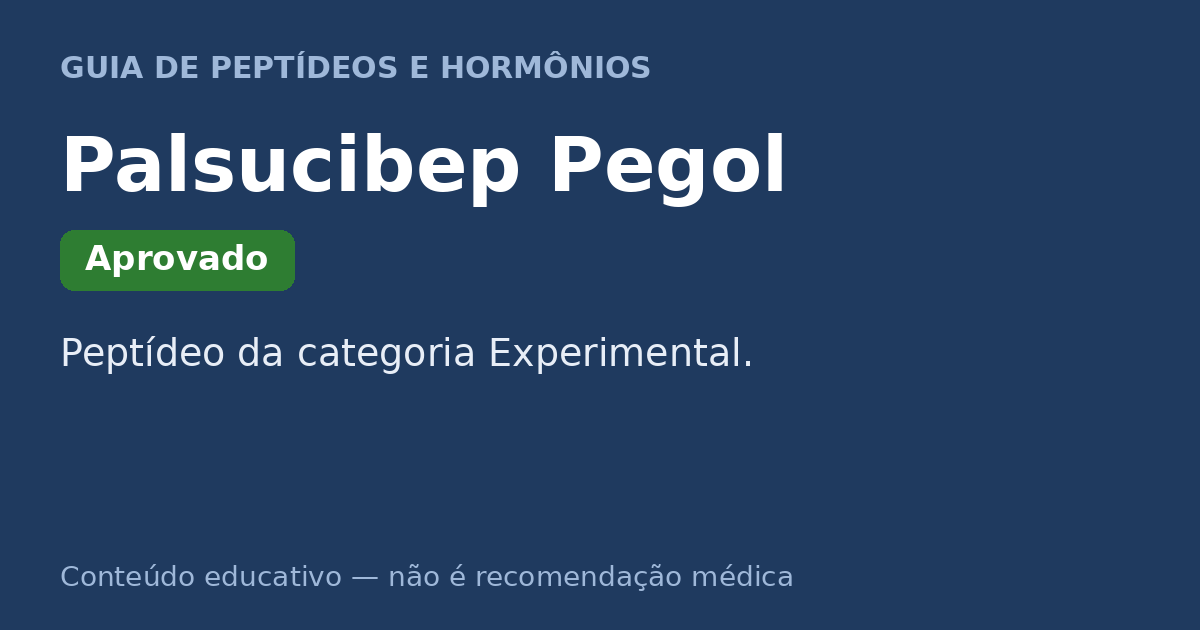 GUIA DE PEPTÍDEOS E HORMÔNIOS
Palsucibep Pegol
Aprovado
Peptídeo da categoria Experimental.
Conteúdo educativo — não é recomendação médica